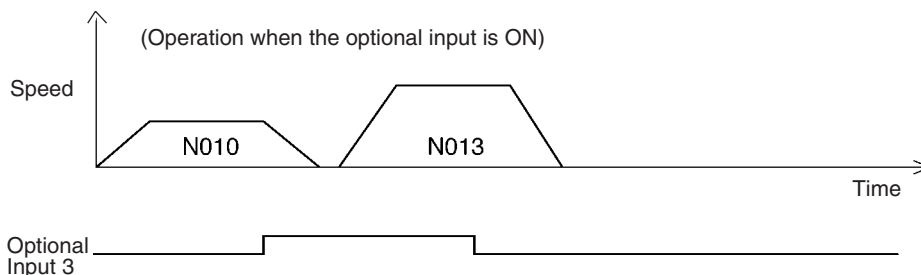 (Operation when the optional input is ON)
Speed
N010
N013
Time
Optional
Input 3